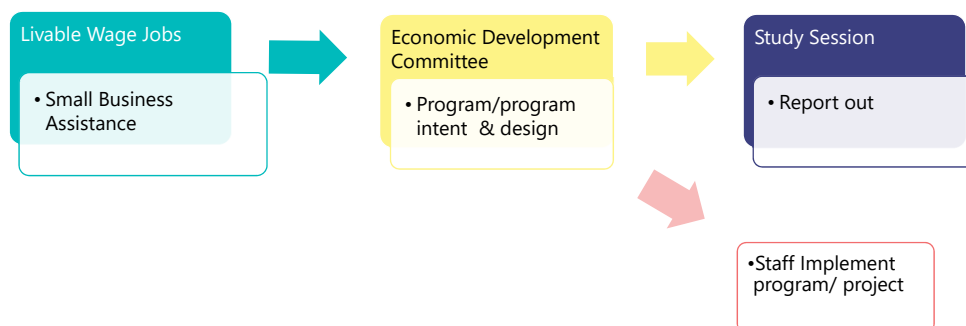 Livable Wage Jobs
• Small Business
Assistance
Economic Development
Committee
• Program/program
intent & design
Study Session
• Report out
•Staff Implement
program/ project